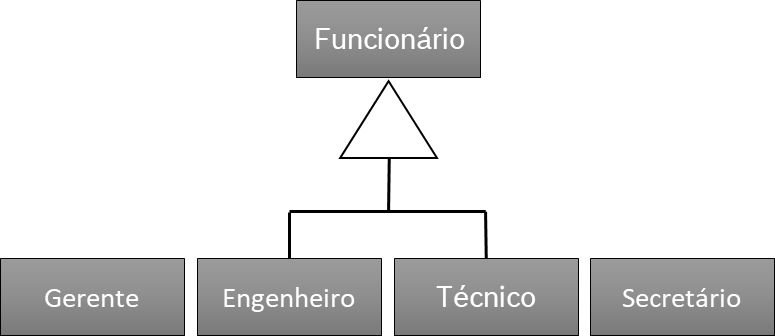 Funcionário
Gerente
Engenheiro
Técnico
Secretário